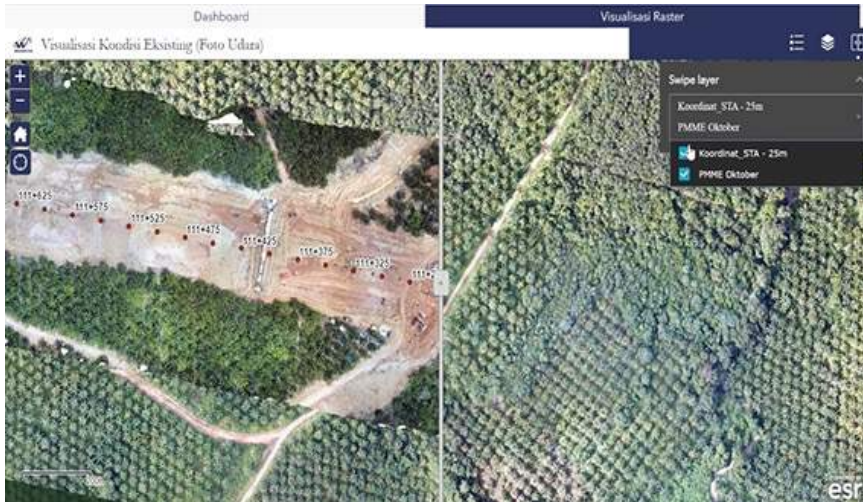 Dashboard
Visualisasi Raster
Visualisasi Kondisi Eksisting (Foto Udara)
Swipe layer
Koordinat_STA - 25m
PMME Oktober
Koordinat_STA - 25m
PMME Oktober
111+625
111+575
111+525
111+475
111+425
111+375
111+325
esri